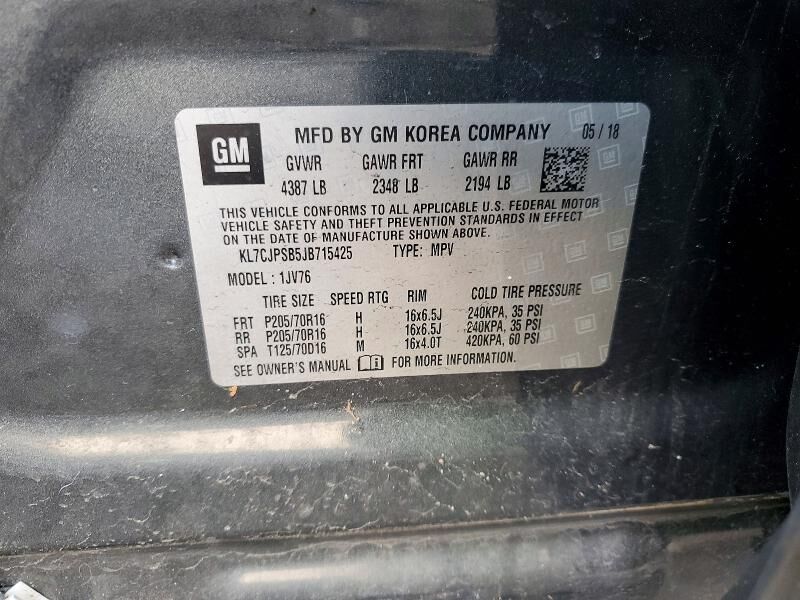 GM
MFD BY GM KOREA COMPANY 05 / 18
GVWR GAWR FRT GAWR RR
4387 LB 2348 LB 2194 LB
THIS VEHICLE CONFORMS TO ALL APPLICABLE U.S. FEDERAL MOTOR
VEHICLE SAFETY AND THEFT PREVENTION STANDARDS IN EFFECT
ON THE DATE OF MANUFACTURE SHOWN ABOVE.
KL7CJPSB5JB715425 TYPE: MPV
MODEL : 1JV76
TIRE SIZE SPEED RTG RIM COLD TIRE PRESSURE
FRT P205/70R16 H 16x6.5J 240KPA, 35 PSI
RR P205/70R16 H 16x6.5J 240KPA, 35 PSI
SPA T125/70D16 M 16x4.0T 420KPA, 60 PSI
SEE OWNER'S MANUAL FOR MORE INFORMATION.